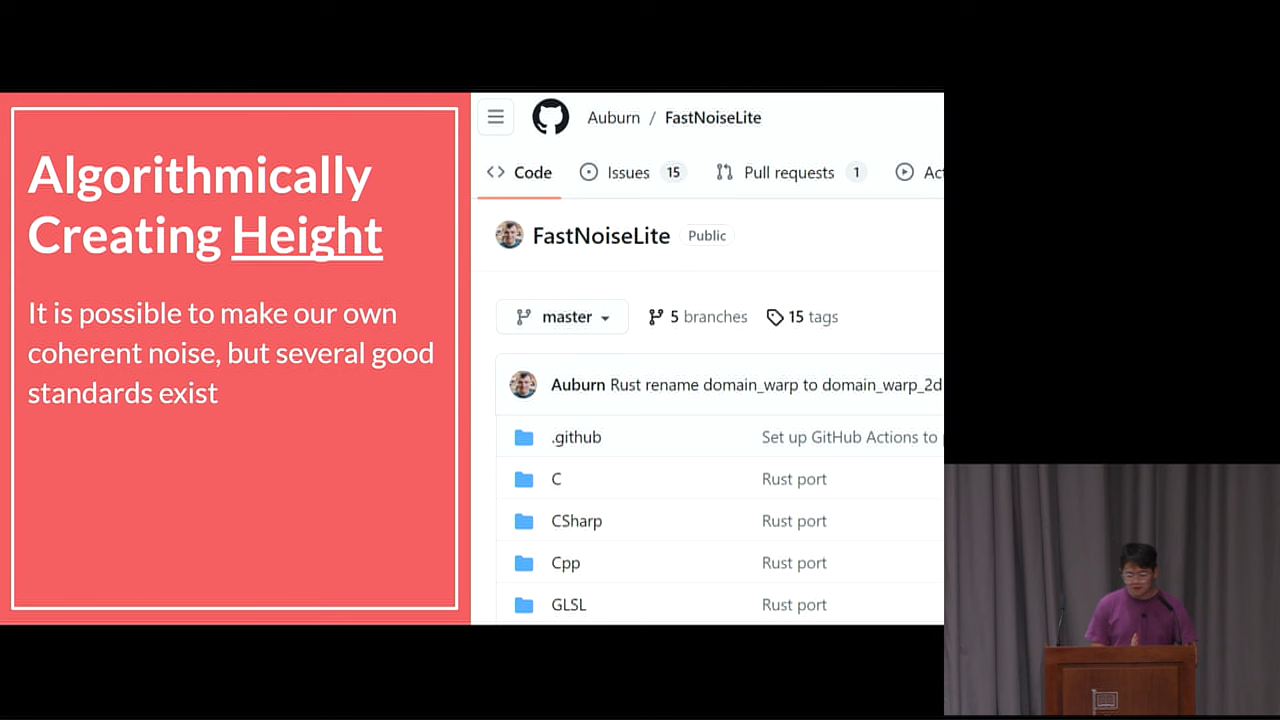 Algorithmically
Creating Height
It is possible to make our own
coherent noise, but several good
standards exist
Auburn / FastNoiseLite
Code Issues 15 Pull requests 1
FastNoiseLite Public
master 5 branches 15 tags
Auburn Rust rename domain_warp to domain_warp_2d
.github Set up GitHub Actions to
C Rust port
CSharp Rust port
Cpp Rust port
GLSL Rust port